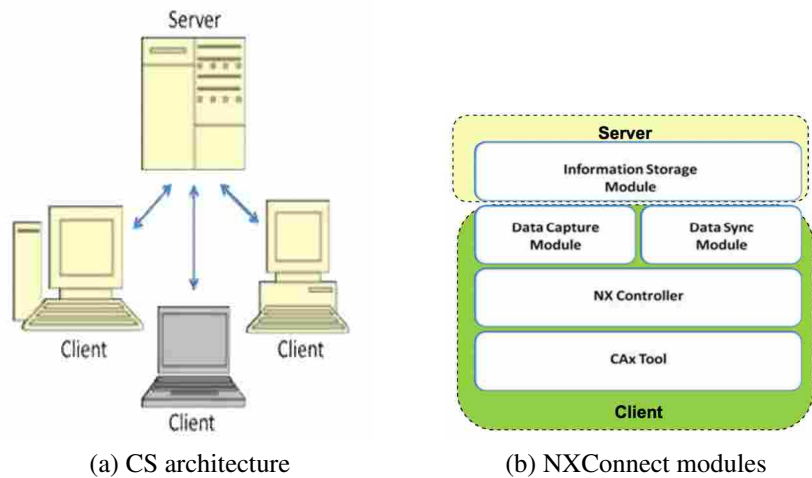 Server
Client
Client
Client
(a) CS architecture
Server
Information Storage
Module
Data Capture
Module
Data Sync
Module
NX Controller
CAx Tool
Client
(b) NXConnect modules